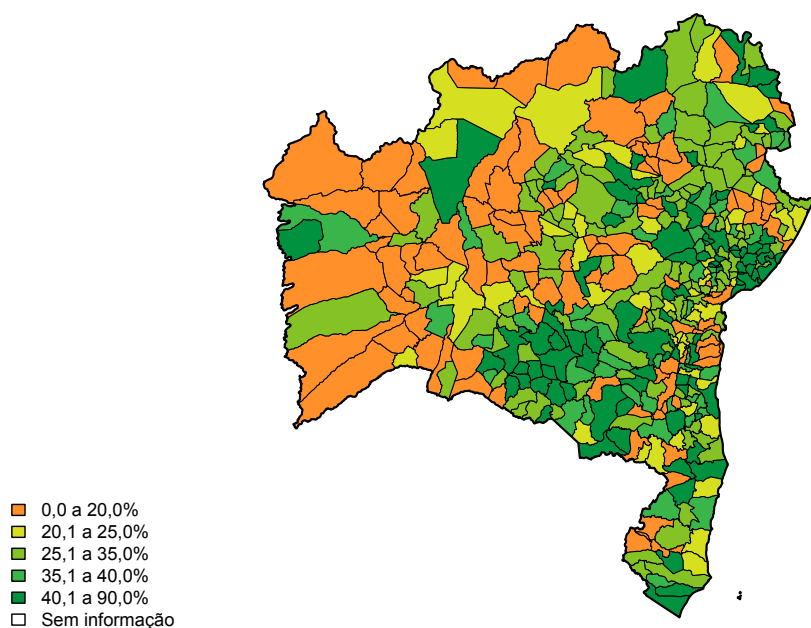 0,0 a 20,0%
20,1 a 25,0%
25,1 a 35,0%
35,1 a 40,0%
40,1 a 90,0%
Sem informação